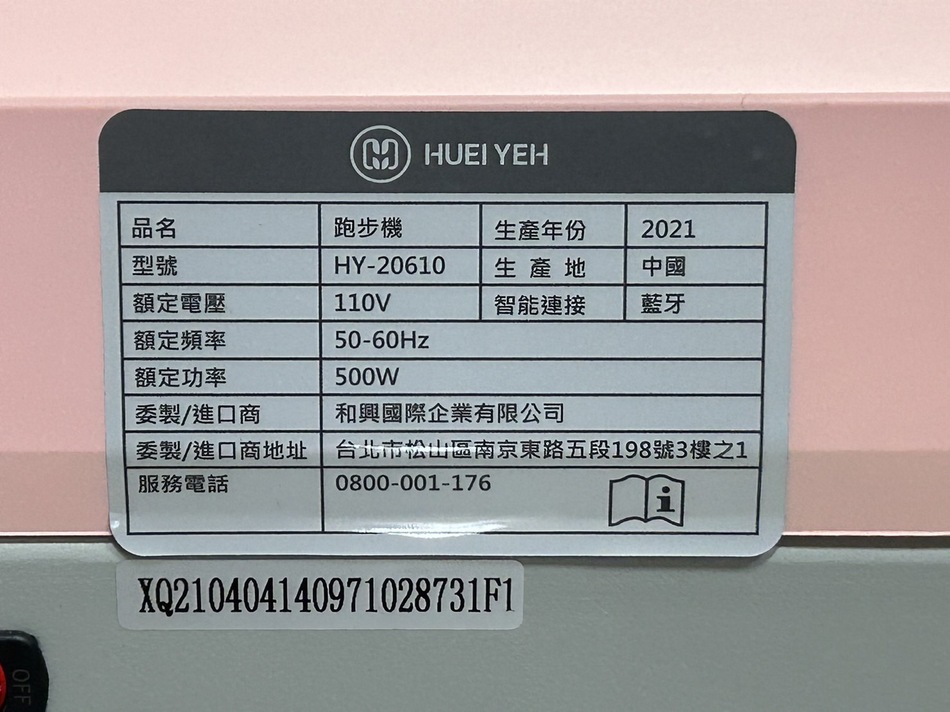 HUEI YEH
品名 跑步機 生產年份 2021
型號 HY-20610 生產地 中國
額定電壓 110V 智能連接 藍牙
額定頻率 50-60Hz
額定功率 500W
委製/進口商 和興國際企業有限公司
委製/進口商地址 台北市松山區南京東路五段198號3樓之1
服務電話 0800-001-176
XQ210404140971028731F1
OFF